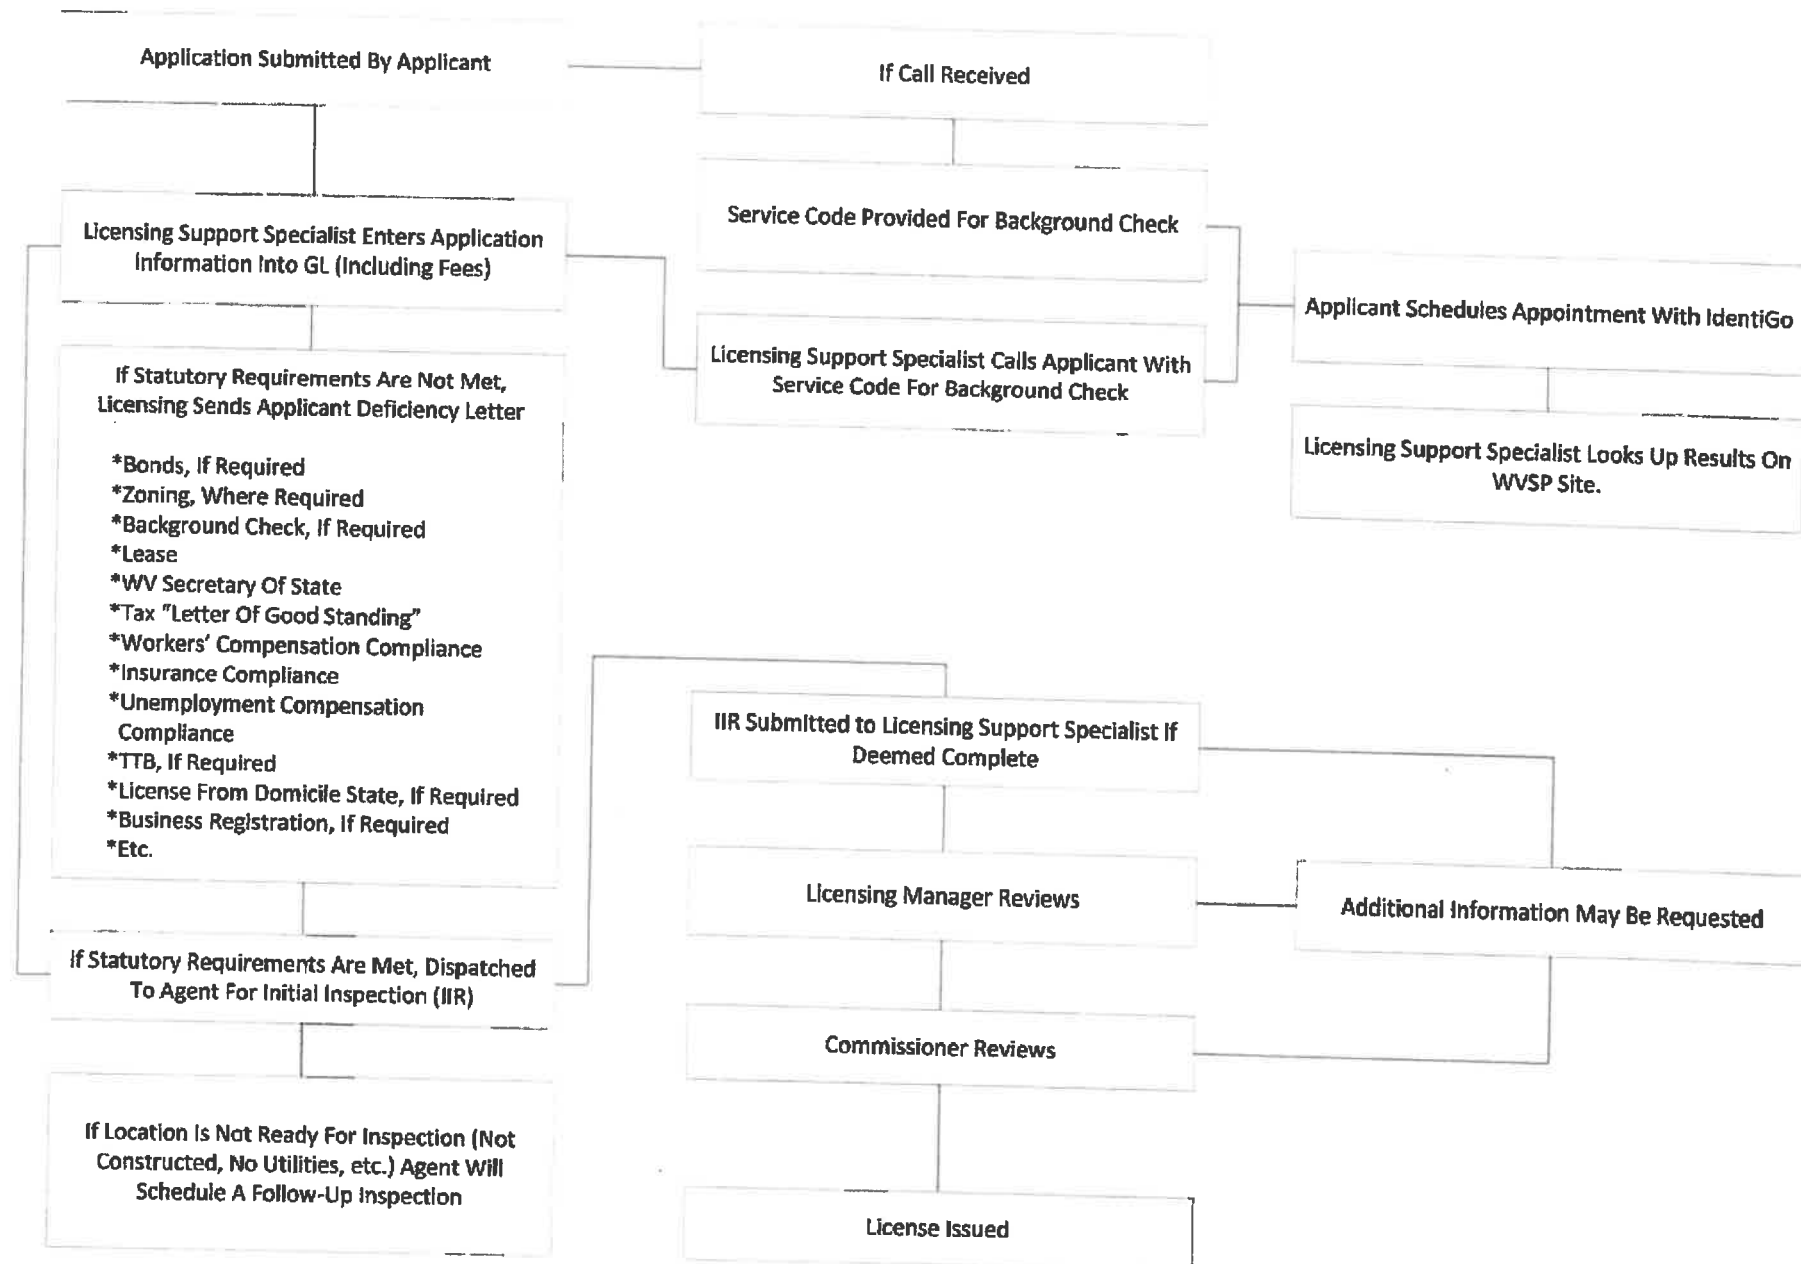 Application Submitted By Applicant
If Call Received
Service Code Provided For Background Check
Licensing Support Specialist Enters Application
Information Into GL (Including Fees)
Applicant Schedules Appointment With IdentiGo
Licensing Support Specialist Calls Applicant With
Service Code For Background Check
Licensing Support Specialist Looks Up Results On
WVSP Site.
If Statutory Requirements Are Not Met,
Licensing Sends Applicant Deficiency Letter
*Bonds, If Required
*Zoning, Where Required
*Background Check, If Required
*Lease
*WV Secretary Of State
*Tax "Letter Of Good Standing"
*Workers' Compensation Compliance
*Insurance Compliance
*Unemployment Compensation
Compliance
*TTB, If Required
*License From Domicile State, If Required
*Business Registration, If Required
*Etc.
IIR Submitted to Licensing Support Specialist If
Deemed Complete
Licensing Manager Reviews
Additional Information May Be Requested
If Statutory Requirements Are Met, Dispatched
To Agent For Initial Inspection (IIR)
Commissioner Reviews
If Location Is Not Ready For Inspection (Not
Constructed, No Utilities, etc.) Agent Will
Schedule A Follow-Up Inspection
License Issued